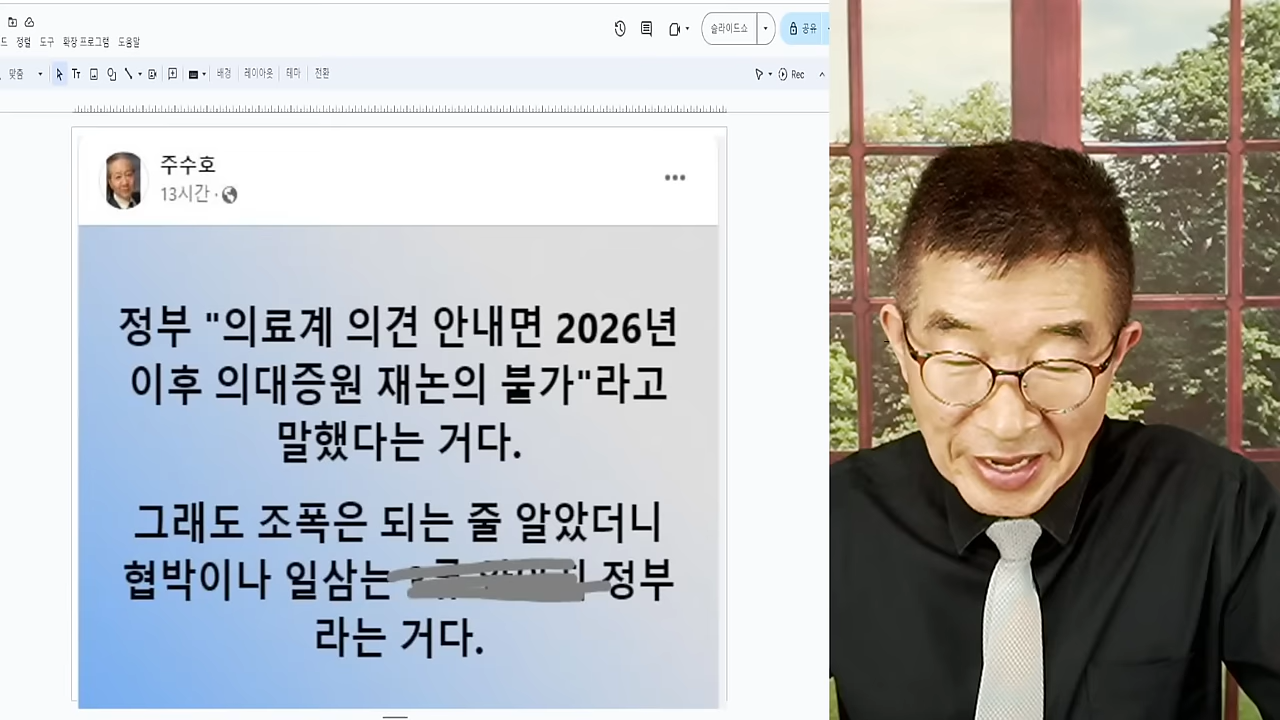 정렬 도구 확장 프로그램 도움말
슬라이드쇼
공유
맞춤
Tr
배경 레이아웃 테마 전환
Rec
주수호
13시간 ·
정부 "의료계 의견 안내면 2026년
이후 의대증원 재논의 불가"라고
말했다는 거다.
그래도 조폭은 되는 줄 알았더니
협박이나 일삼는 정부
라는 거다.